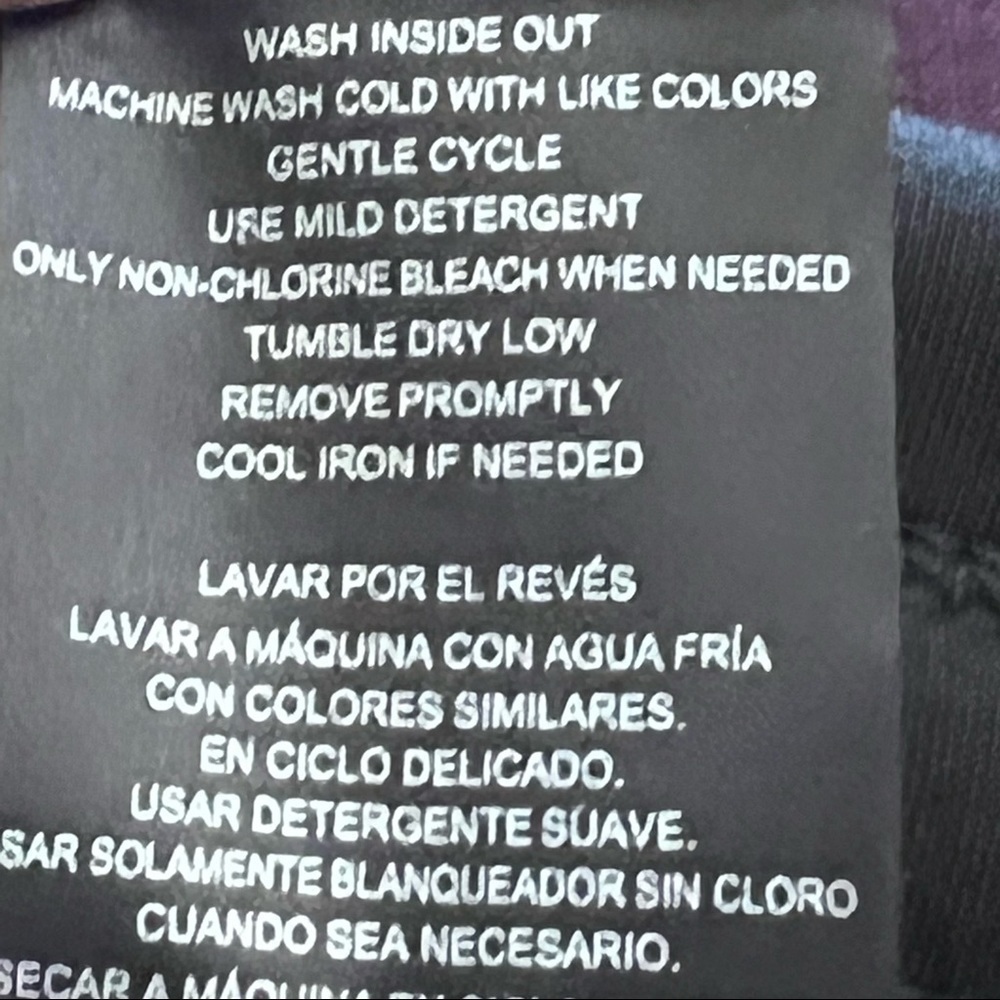 WASH INSIDE OUT
MACHINE WASH COLD WITH LIKE COLORS
GENTLE CYCLE
USE MILD DETERGENT
ONLY NON-CHLORINE BLEACH WHEN NEEDED
TUMBLE DRY LOW
REMOVE PROMPTLY
COOL IRON IF NEEDED
LAVAR POR EL REVÉS
LAVAR A MÁQUINA CON AGUA FRÍA
CON COLORES SIMILARES.
EN CICLO DELICADO.
USAR DETERGENTE SUAVE.
SAR SOLAMENTE BLANQUEADOR SIN CLORO
CUANDO SEA NECESARIO.
SECAR A MÁQUINA